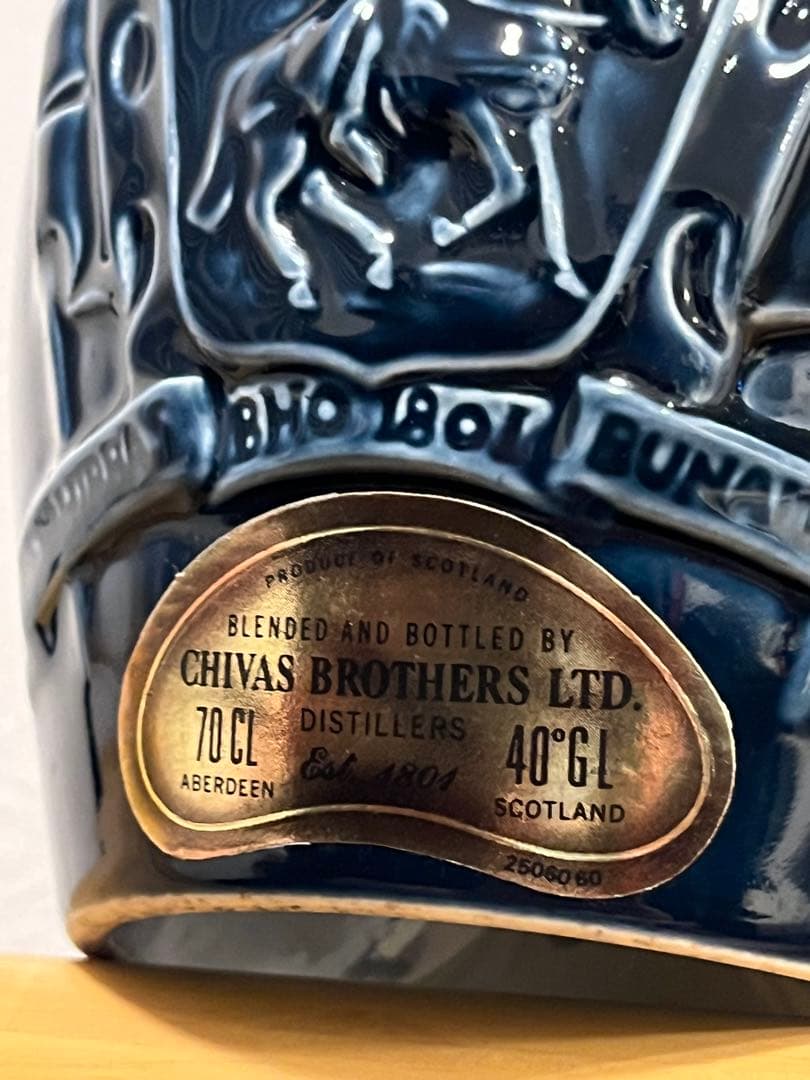 BHO 1801
PRODUCT OF SCOTLAND
BLENDED AND BOTTLED BY
CHIVAS BROTHERS LTD.
70 CL DISTILLERS 40°GL
ABERDEEN Est. 1801 SCOTLAND
2506060